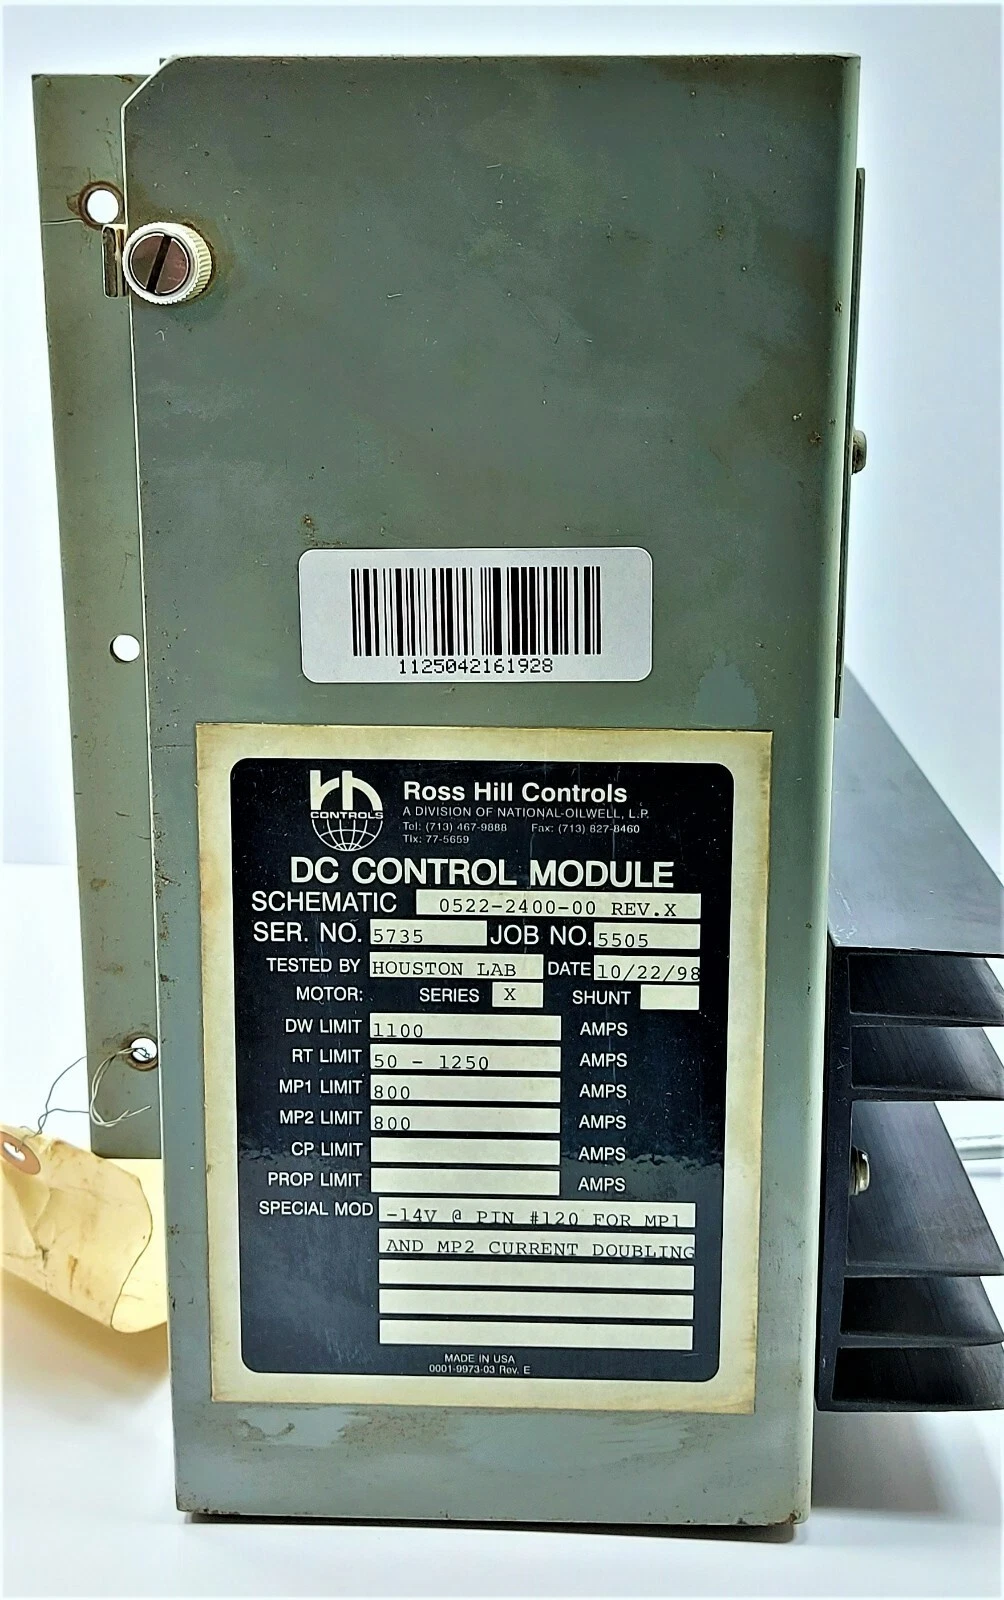 1125042161928
rh
CONTROLS
Ross Hill Controls
A DIVISION OF NATIONAL-OILWELL, L.P.
Tel: (713) 467-9888 Fax: (713) 827-8460
Tlx: 77-5659
DC CONTROL MODULE
SCHEMATIC 0522-2400-00 REV.X
SER. NO. 5735 JOB NO. 5505
TESTED BY HOUSTON LAB DATE 10/22/98
MOTOR: SERIES X SHUNT
DW LIMIT 1100 AMPS
RT LIMIT 50 - 1250 AMPS
MP1 LIMIT 800 AMPS
MP2 LIMIT 800 AMPS
CP LIMIT AMPS
PROP LIMIT AMPS
SPECIAL MOD -14V @ PIN #120 FOR MP1
AND MP2 CURRENT DOUBLING
MADE IN USA
0001-9973-03 Rev. E